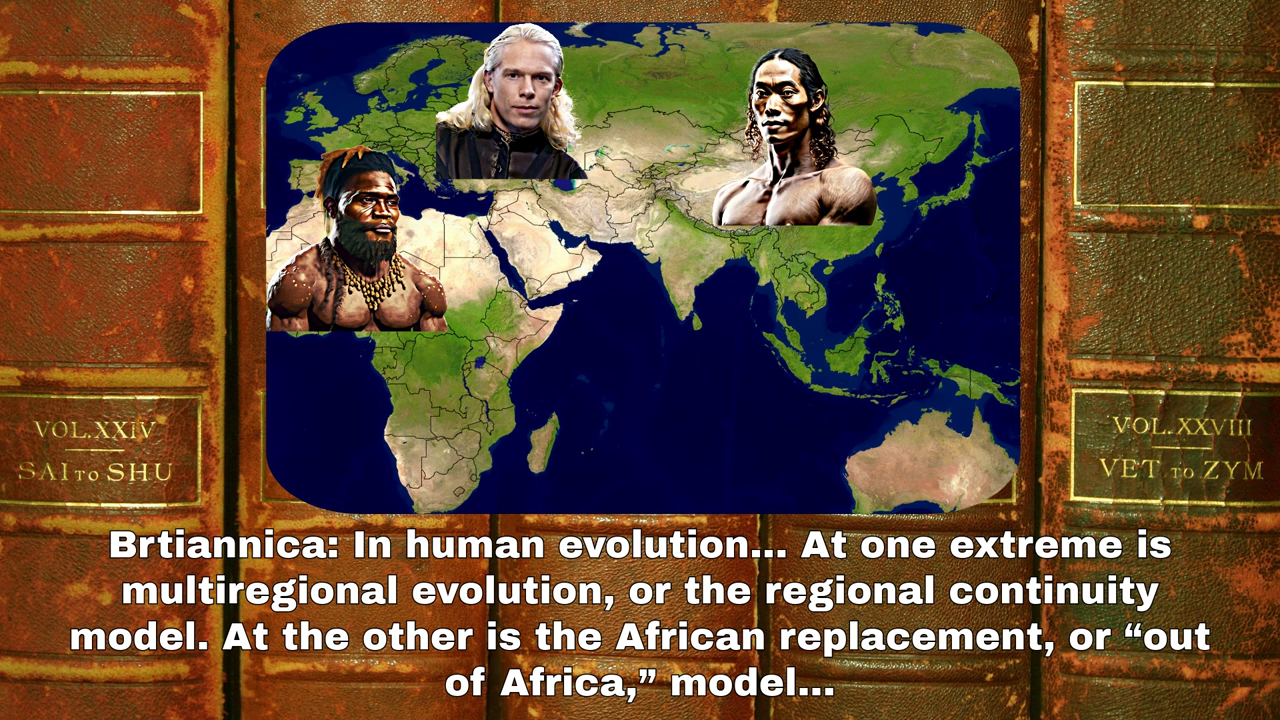 VOL.XXIV
SAI TO SHU
VOL.XXVIII
VET TO ZYM
Brtiannica: In human evolution... At one extreme is
multiregional evolution, or the regional continuity
model. At the other is the African replacement, or “out
of Africa,” model...